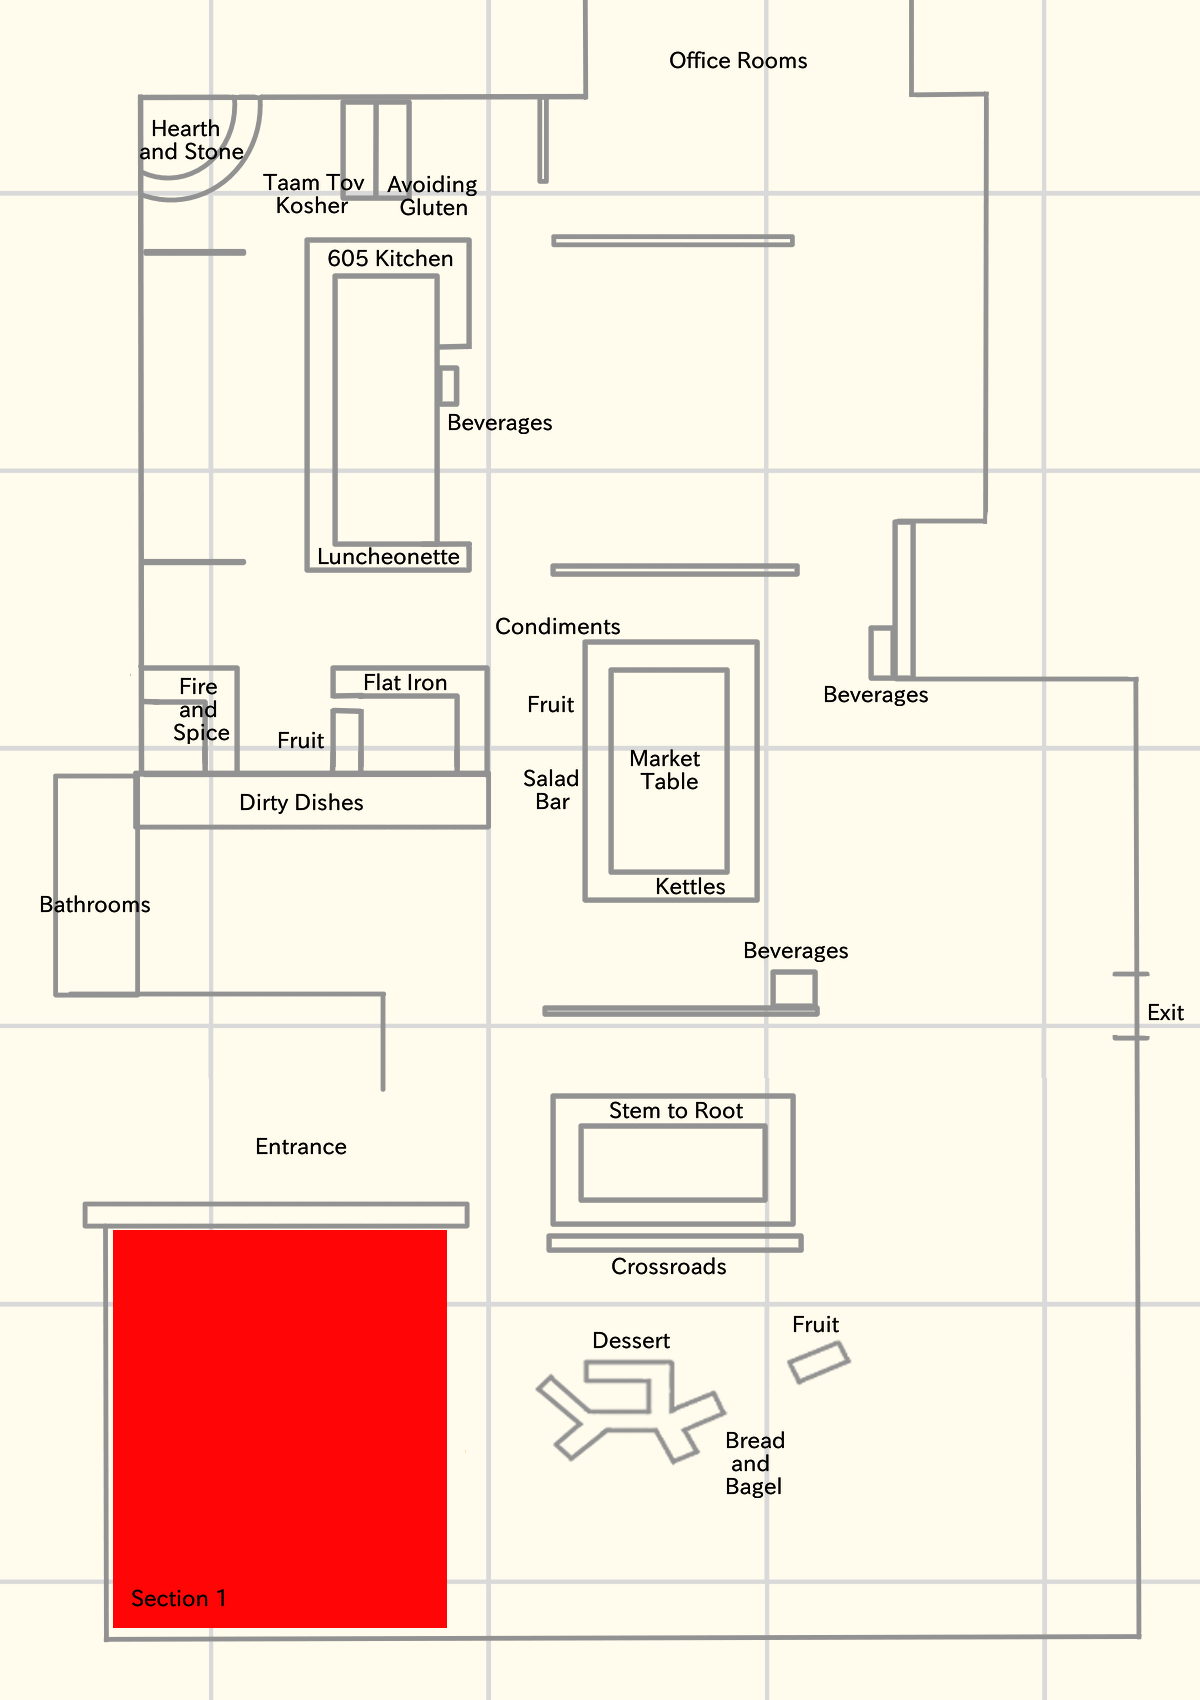 Office Rooms
Hearth
and Stone
Taam Tov
Kosher
Avoiding
Gluten
605 Kitchen
Beverages
Luncheonette
Condiments
Fire
and
Spice
Flat Iron
Fruit
Fruit
Beverages
Market
Table
Salad
Bar
Dirty Dishes
Kettles
Bathrooms
Beverages
Exit
Stem to Root
Entrance
Crossroads
Fruit
Dessert
Bread
and
Bagel
Section 1